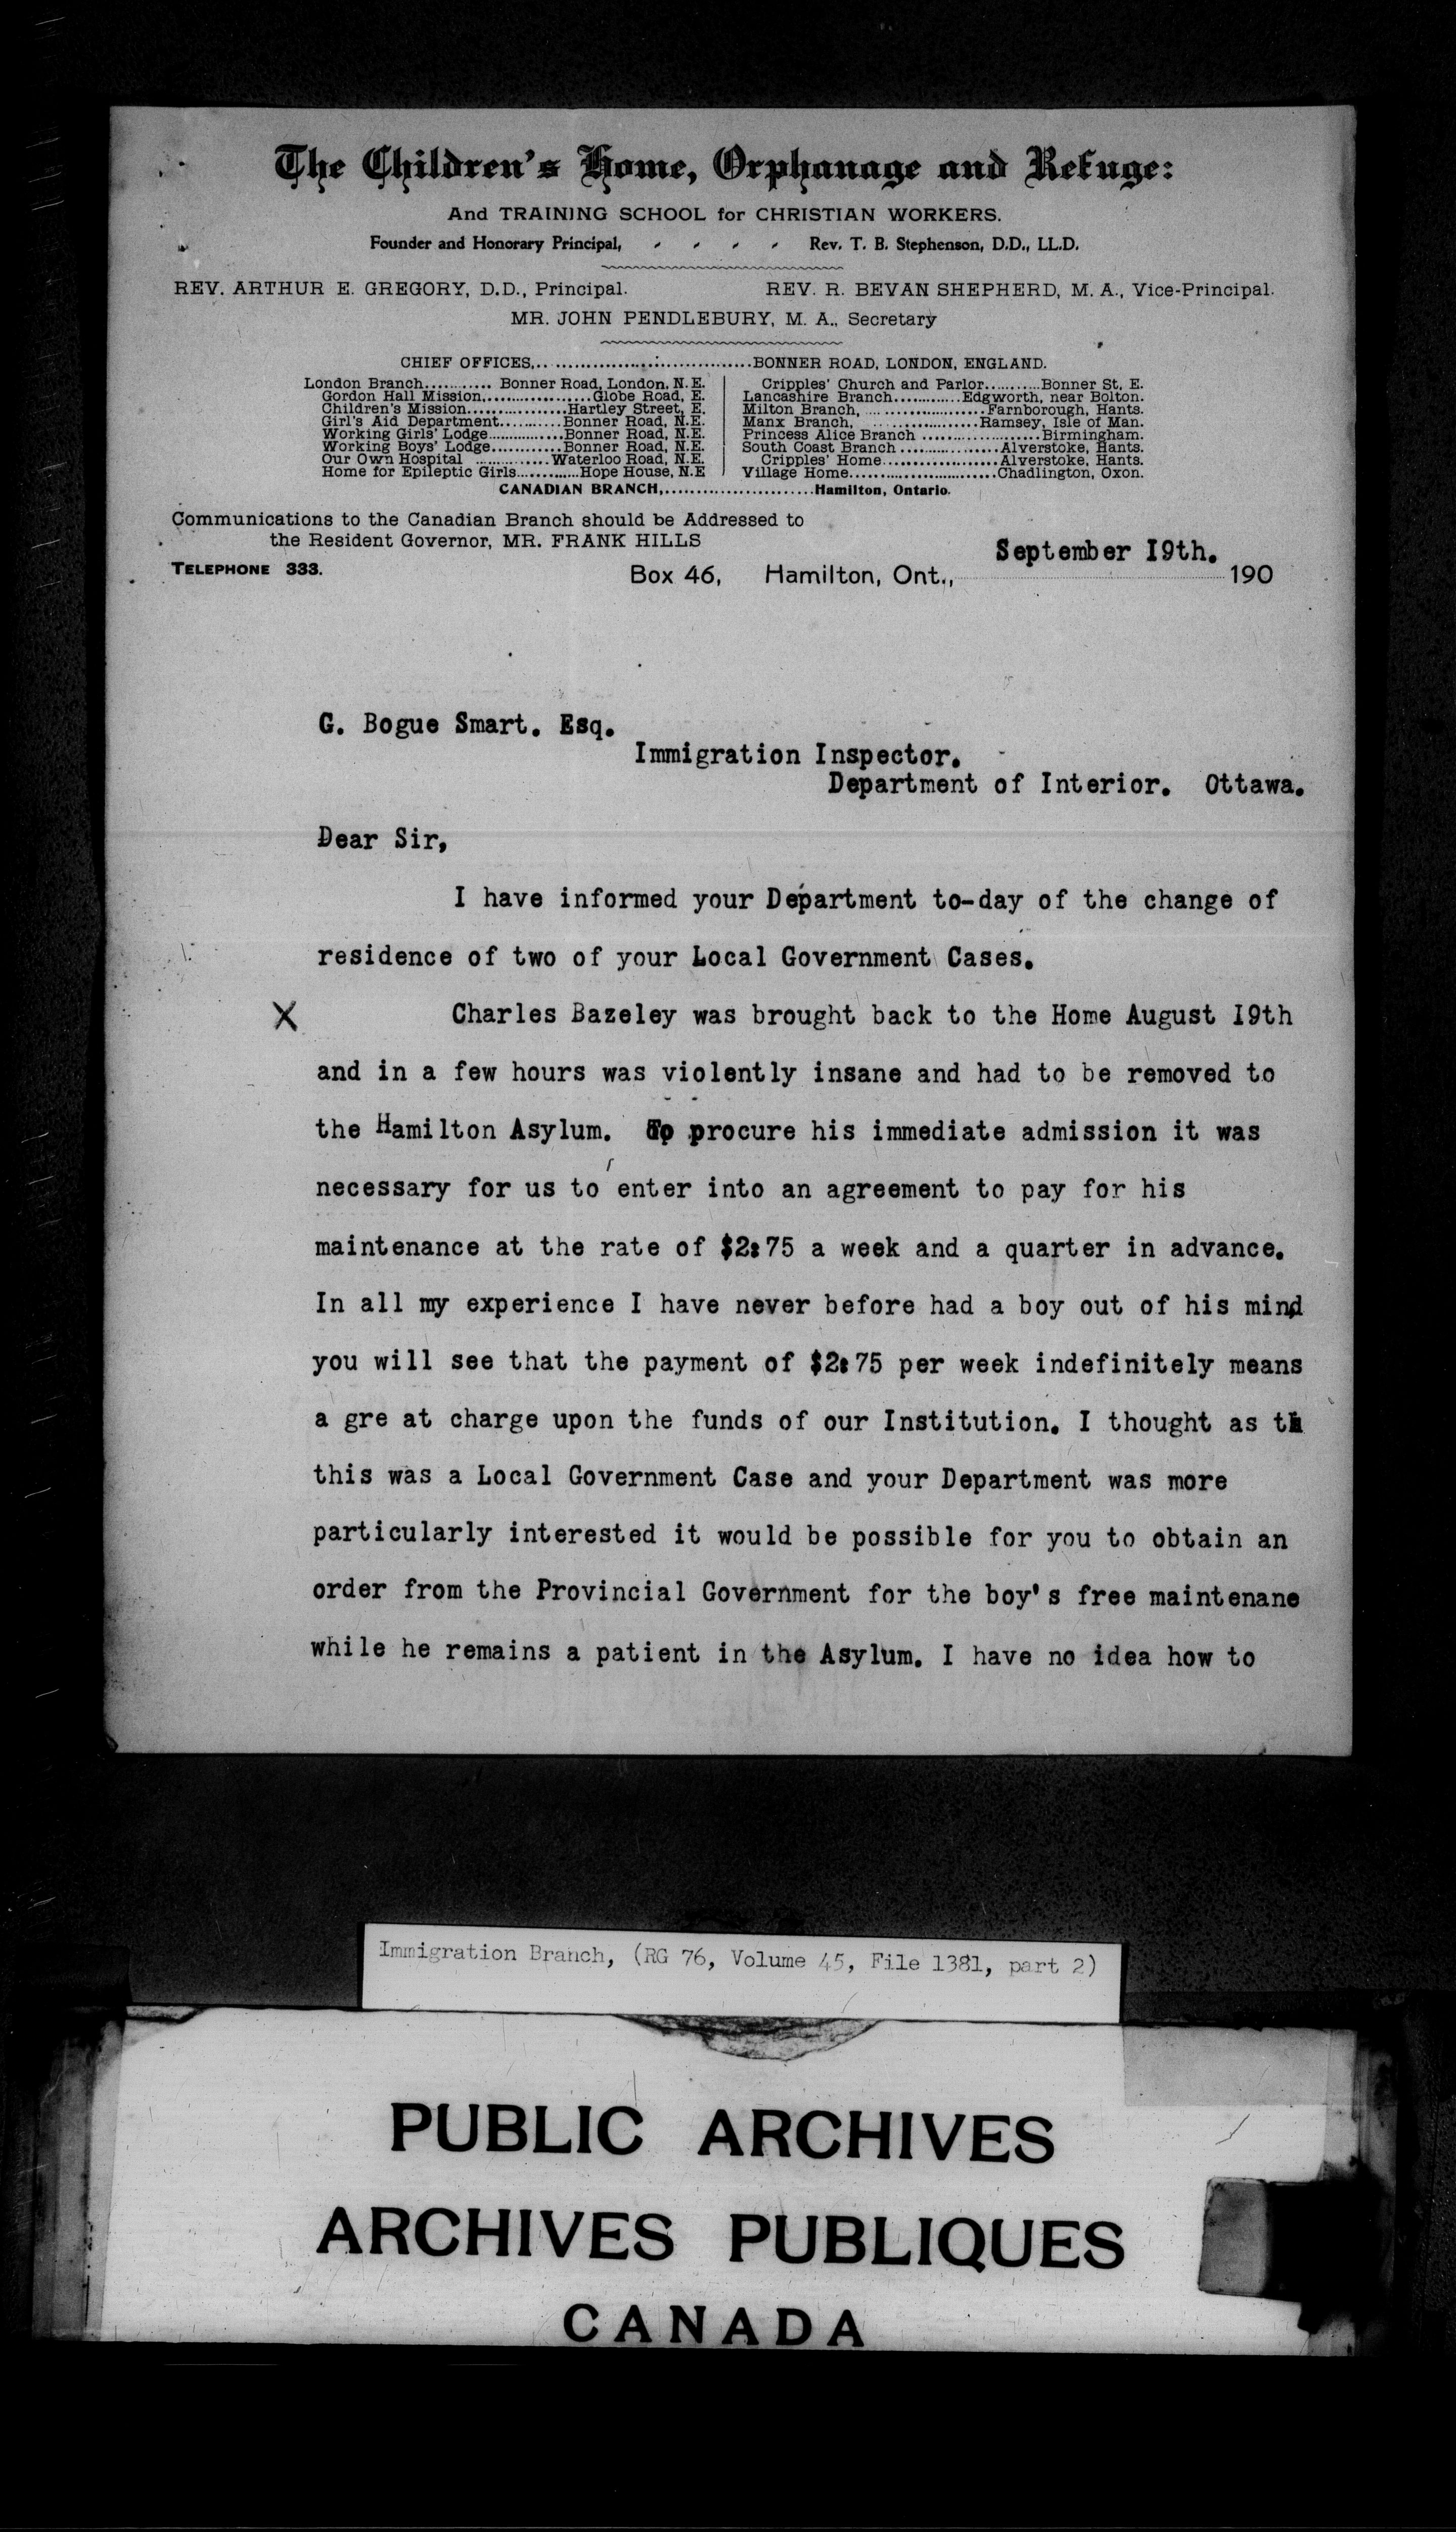 The Children's Home, Orphanage and Refuge:
And TRAINING SCHOOL for CHRISTIAN WORKERS.
Founder and Honorary Principal, - - - - Rev. T. B. Stephenson, D.D., LL.D.
REV. ARTHUR E. GREGORY, D.D., Principal. REV. R. BEVAN SHEPHERD, M. A., Vice-Principal.
MR. JOHN PENDLEBURY, M. A., Secretary
CHIEF OFFICES,........................................BONNER ROAD, LONDON, ENGLAND.
London Branch........... Bonner Road, London, N.E.
Gordon Hall Mission,..................Globe Road, E.
Children's Mission.................Hartley Street, E.
Girl's Aid Department...........Bonner Road, N.E.
Working Girls' Lodge..............Bonner Road, N.E.
Working Boys' Lodge............Bonner Road, N.E.
Our Own Hospital .............Waterloo Road, N.E.
Home for Epileptic Girls............Hope House, N.E
Cripples' Church and Parlor..........Bonner St, E.
Lancashire Branch............Edgworth, near Bolton.
Milton Branch, .....................Farnborough, Hants.
Manx Branch, ...................Ramsey, Isle of Man.
Princess Alice Branch .....................Birmingham.
South Coast Branch .................Alverstoke, Hants.
Cripples' Home....................Alverstoke, Hants.
Village Home..........................Chadlington, Oxon.
CANADIAN BRANCH,........................Hamilton, Ontario.
Communications to the Canadian Branch should be Addressed to
the Resident Governor, MR. FRANK HILLS
TELEPHONE 333.
September I9th.
Box 46, Hamilton, Ont., 190
G. Bogue Smart. Esq.
Immigration Inspector.
Department of Interior. Ottawa.
Dear Sir,
I have informed your Department to-day of the change of
residence of two of your Local Government Cases.
X Charles Bazeley was brought back to the Home August I9th
and in a few hours was violently insane and had to be removed to
the Hamilton Asylum. To procure his immediate admission it was
necessary for us to enter into an agreement to pay for his
maintenance at the rate of $2:75 a week and a quarter in advance.
In all my experience I have never before had a boy out of his mind
you will see that the payment of $2:75 per week indefinitely means
a gre at charge upon the funds of our Institution. I thought as th
this was a Local Government Case and your Department was more
particularly interested it would be possible for you to obtain an
order from the Provincial Government for the boy's free maintenane
while he remains a patient in the Asylum. I have no idea how to
Immigration Branch, (RG 76, Volume 45, File 1381, part 2)
PUBLIC ARCHIVES
ARCHIVES PUBLIQUES
CANADA